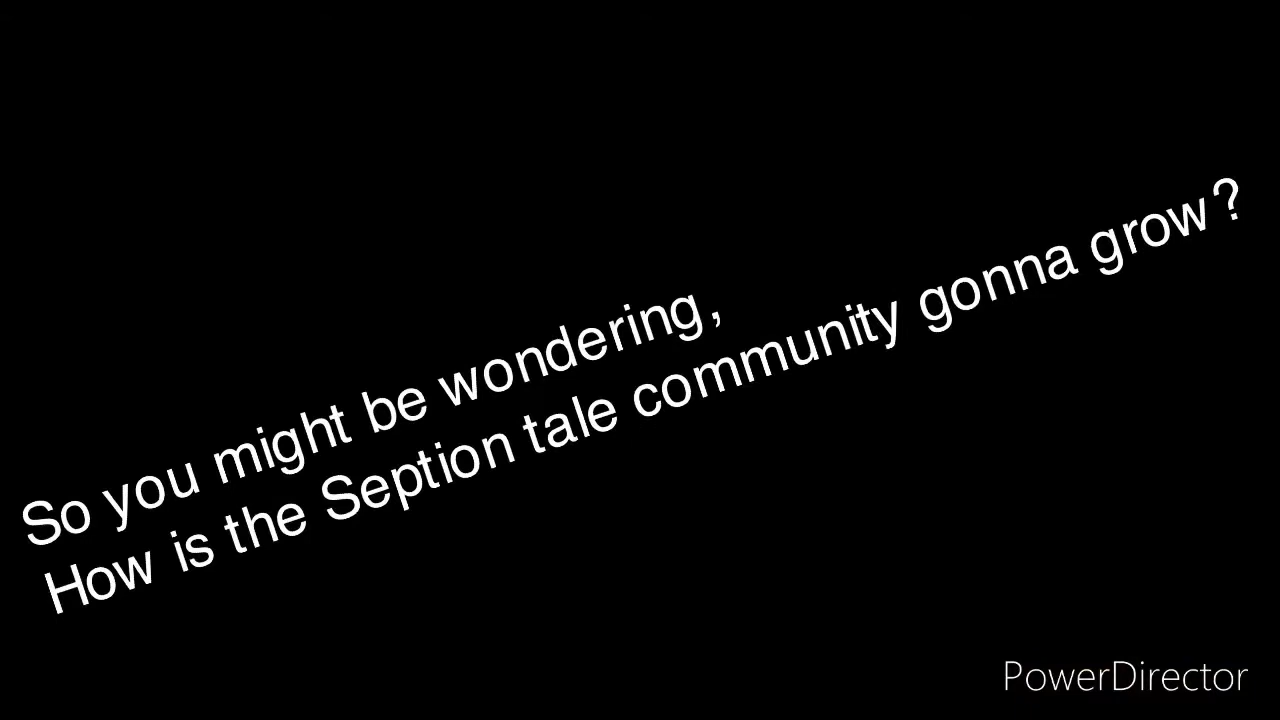 So you might be wondering,
How is the Seption tale community gonna grow?
PowerDirector